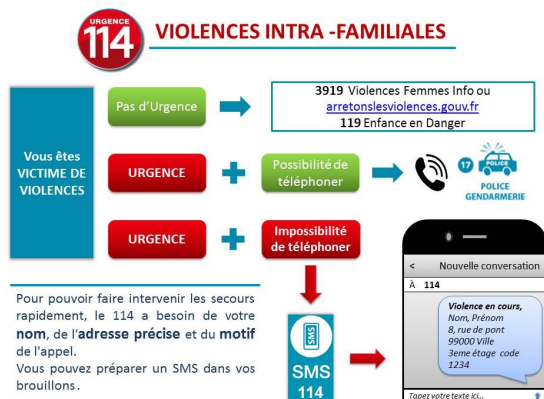 URGENCE
114
VIOLENCES INTRA -FAMILIALES
Vous êtes
VICTIME DE
VIOLENCES
Pas d'Urgence
3919 Violences Femmes Info ou
arretonslesviolences.gouv.fr
119 Enfance en Danger
URGENCE
Possibilité de
téléphoner
17
POLICE
POLICE
GENDARMERIE
URGENCE
Impossibilité
de téléphoner
Pour pouvoir faire intervenir les secours
rapidement, le 114 a besoin de votre
nom, de l'adresse précise et du motif
de l'appel.
Vous pouvez préparer un SMS dans vos
brouillons.
SMS
SMS
114
< Nouvelle conversation
À 114
Violence en cours,
Nom, Prénom
8, rue de pont
99000 Ville
3eme étage code
1234
Tapez votre texte ici...